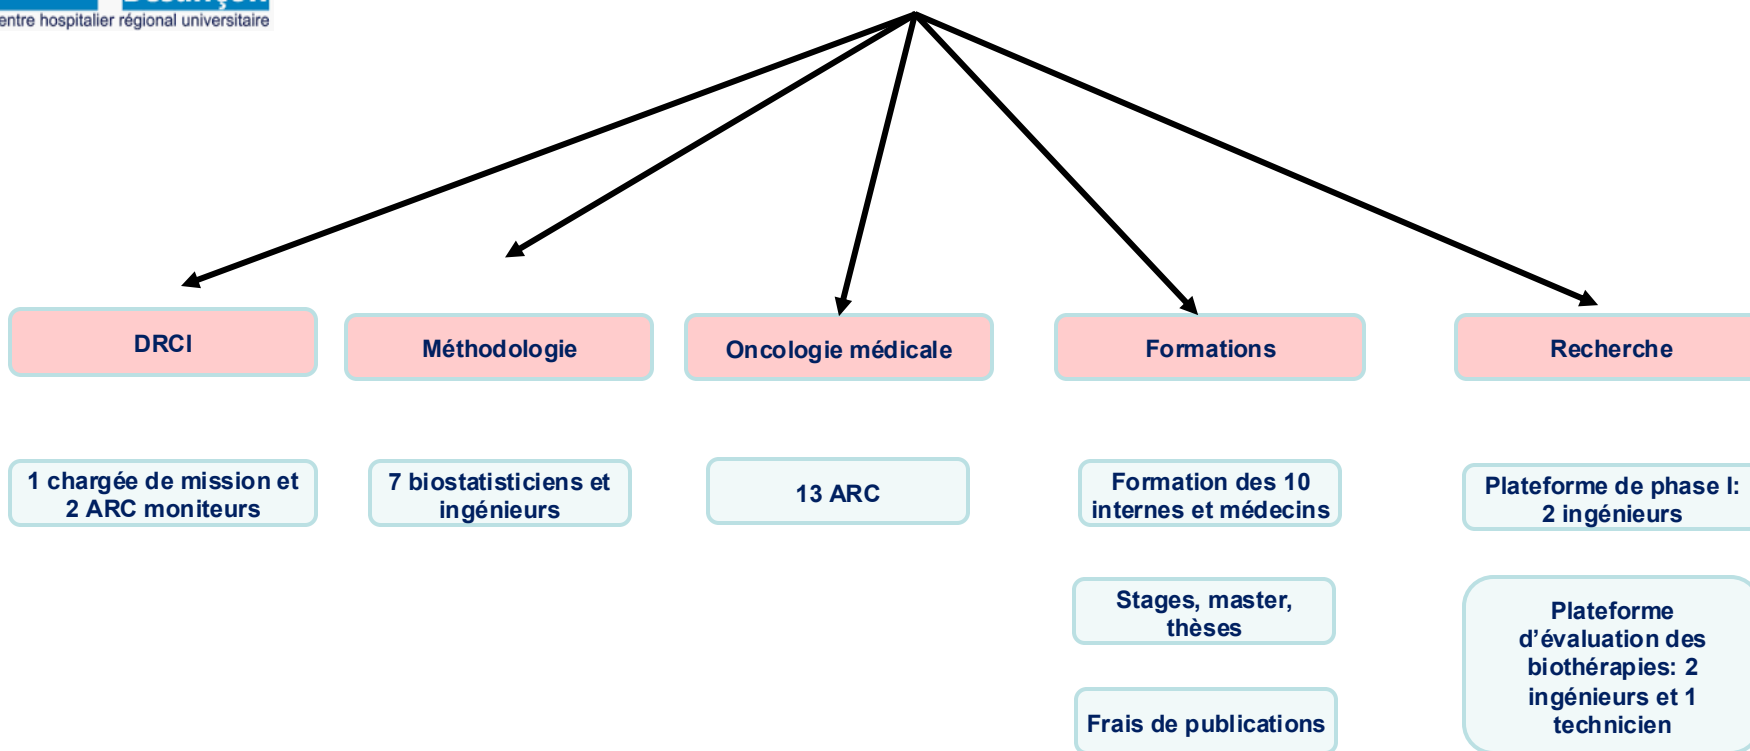 Besançon
entre hospitalier régional universitaire
DRCI
Méthodologie
Oncologie médicale
Formations
Recherche
1 chargée de mission et
2 ARC moniteurs
7 biostatisticiens et
ingénieurs
13 ARC
Formation des 10
internes et médecins
Plateforme de phase I:
2 ingénieurs
Stages, master,
thèses
Plateforme
d’évaluation des
biothérapies: 2
ingénieurs et 1
technicien
Frais de publications